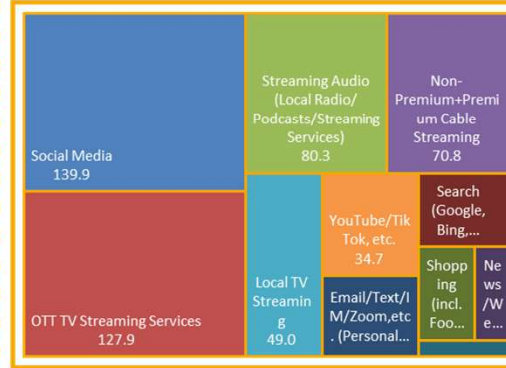 Social Media
139.9
OTT TV Streaming Services
127.9
Streaming Audio
(Local Radio/
Podcasts/Streaming
Services)
80.3
Non-
Premium+Premi
um Cable
Streaming
70.8
Local TV
Streamin
g
49.0
YouTube/Tik
Tok, etc.
34.7
Email/Text/I
M/Zoom,etc
. (Personal...
Search
(Google,
Bing,...
Shopp
ing
(incl.
Foo...
Ne
ws
/We
...